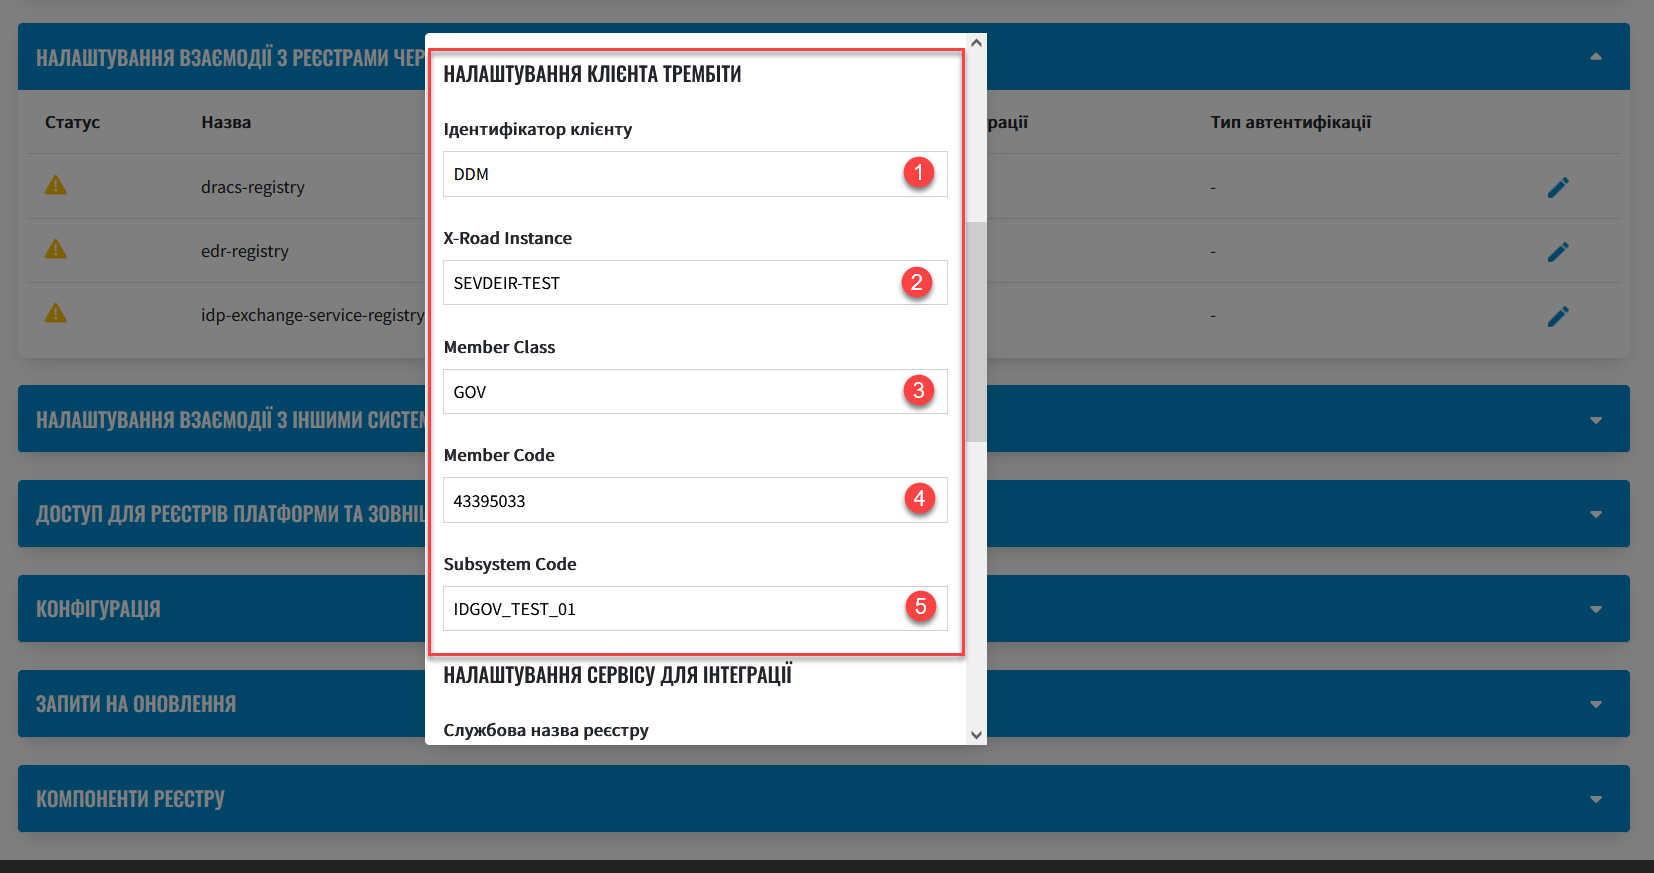 НАЛАШТУВАННЯ ВЗАЄМОДІЇ З РЕЄСТРАМИ ЧЕР
Статус Назва рації Тип автентифікації
dracs-registry -
edr-registry -
idp-exchange-service-registry -
НАЛАШТУВАННЯ ВЗАЄМОДІЇ З ІНШИМИ СИСТЕМ
ДОСТУП ДЛЯ РЕЄСТРІВ ПЛАТФОРМИ ТА ЗОВНІШ
КОНФІГУРАЦІЯ
ЗАПИТИ НА ОНОВЛЕННЯ
КОМПОНЕНТИ РЕЄСТРУ
НАЛАШТУВАННЯ КЛІЄНТА ТРЕМБІТИ
Ідентифікатор клієнту
DDM 1
X-Road Instance
SEVDEIR-TEST 2
Member Class
GOV 3
Member Code
43395033 4
Subsystem Code
IDGOV_TEST_01 5
НАЛАШТУВАННЯ СЕРВІСУ ДЛЯ ІНТЕГРАЦІЇ
Службова назва реєстру